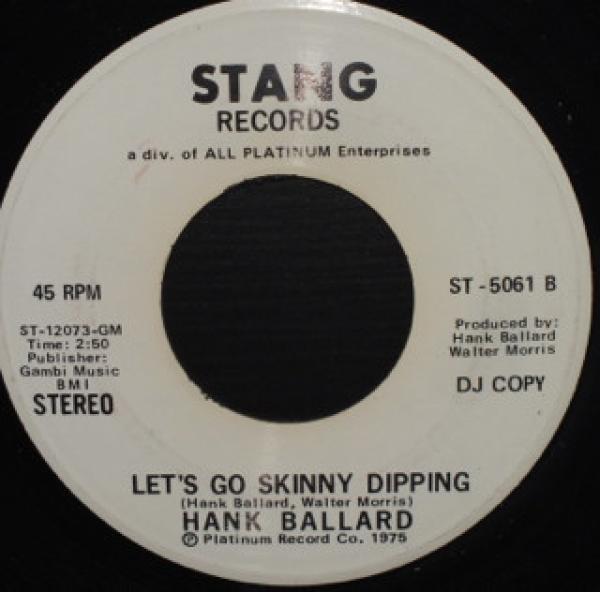 STANG
RECORDS
a div. of ALL PLATINUM Enterprises
45 RPM
ST-12073-GM
Time: 2:50
Publisher:
Gambi Music
BMI
STEREO
ST-5061 B
Produced by:
Hank Ballard
Walter Morris
DJ COPY
LET'S GO SKINNY DIPPING
(Hank Ballard, Walter Morris)
HANK BALLARD
Ⓟ Platinum Record Co. 1975